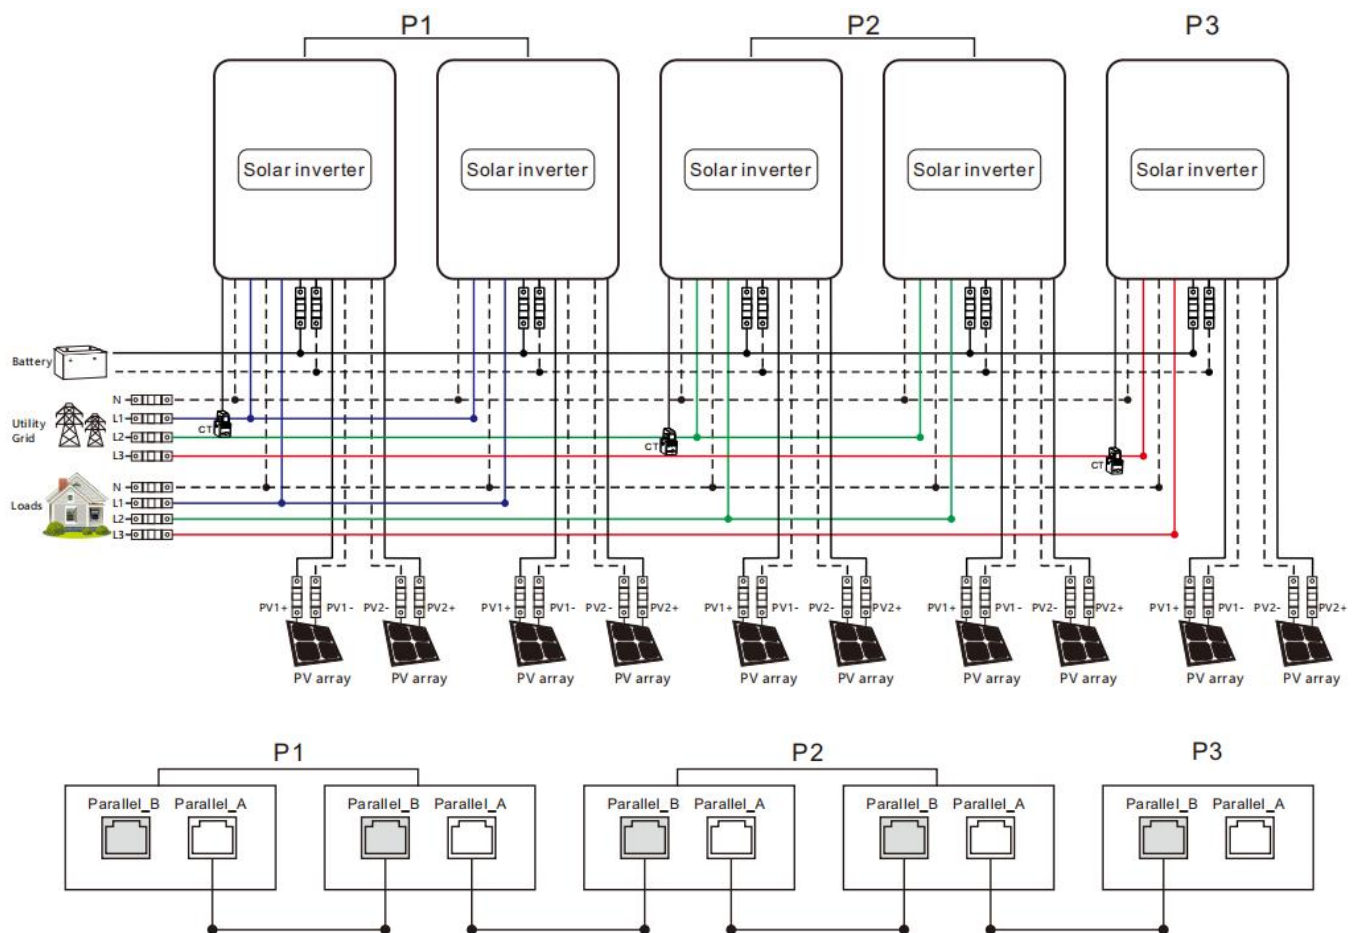 P1 P2 P3
Solar inverter Solar inverter Solar inverter Solar inverter Solar inverter
Battery
N
L1
CT
Utility
Grid
L2
CT
L3
CT
N
Loads
L1
L2
L3
PV1+ PV1- PV2- PV2+ PV1+ PV1- PV2- PV2+ PV1+ PV1- PV2- PV2+ PV1+ PV1- PV2- PV2+ PV1+ PV1- PV2- PV2+
PV array PV array PV array PV array PV array PV array PV array PV array PV array PV array
P1 P2 P3
Parallel_B Parallel_A Parallel_B Parallel_A Parallel_B Parallel_A Parallel_B Parallel_A Parallel_B Parallel_A